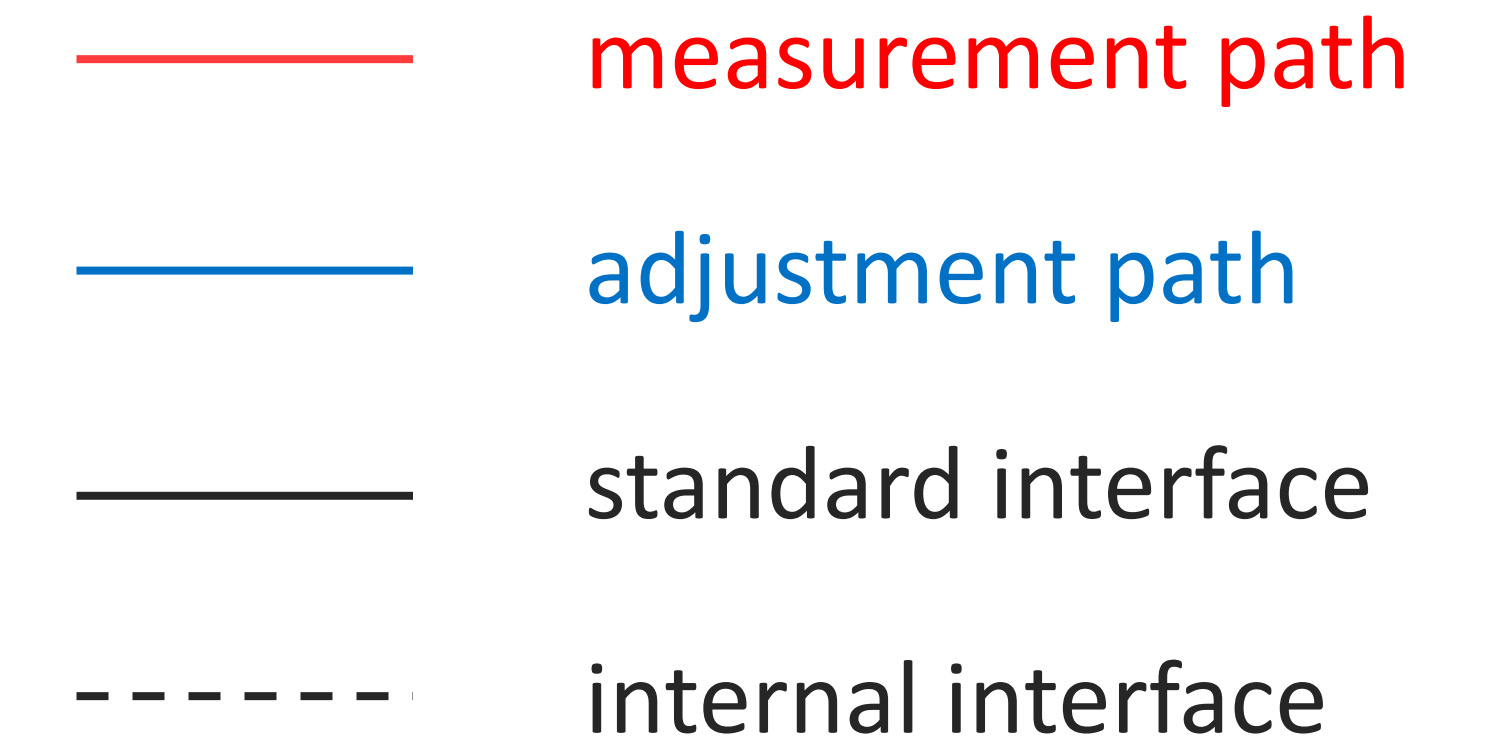 measurement path
adjustment path
standard interface
internal interface